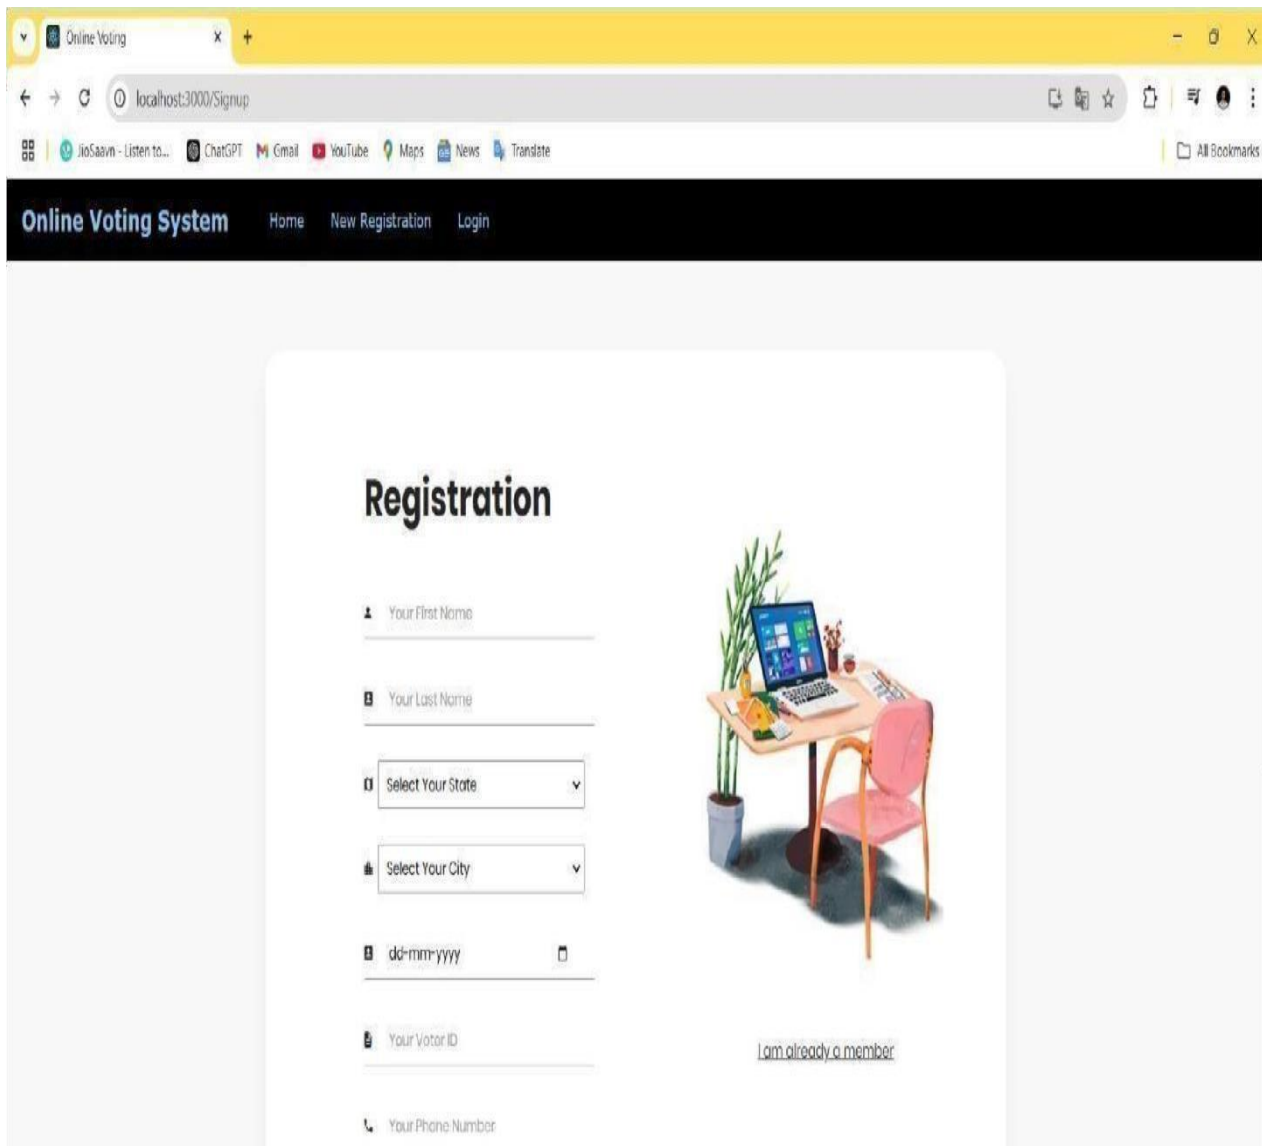 Online Voting
localhost:3000/Signup
JioSaavn - Listen to... ChatGPT Gmail YouTube Maps News Translate All Bookmarks
Online Voting System Home New Registration Login
Registration
Your First Name
Your Last Name
Select Your State
Select Your City
dd-mm-yyyy
Your Voter ID
I am already a member
Your Phone Number